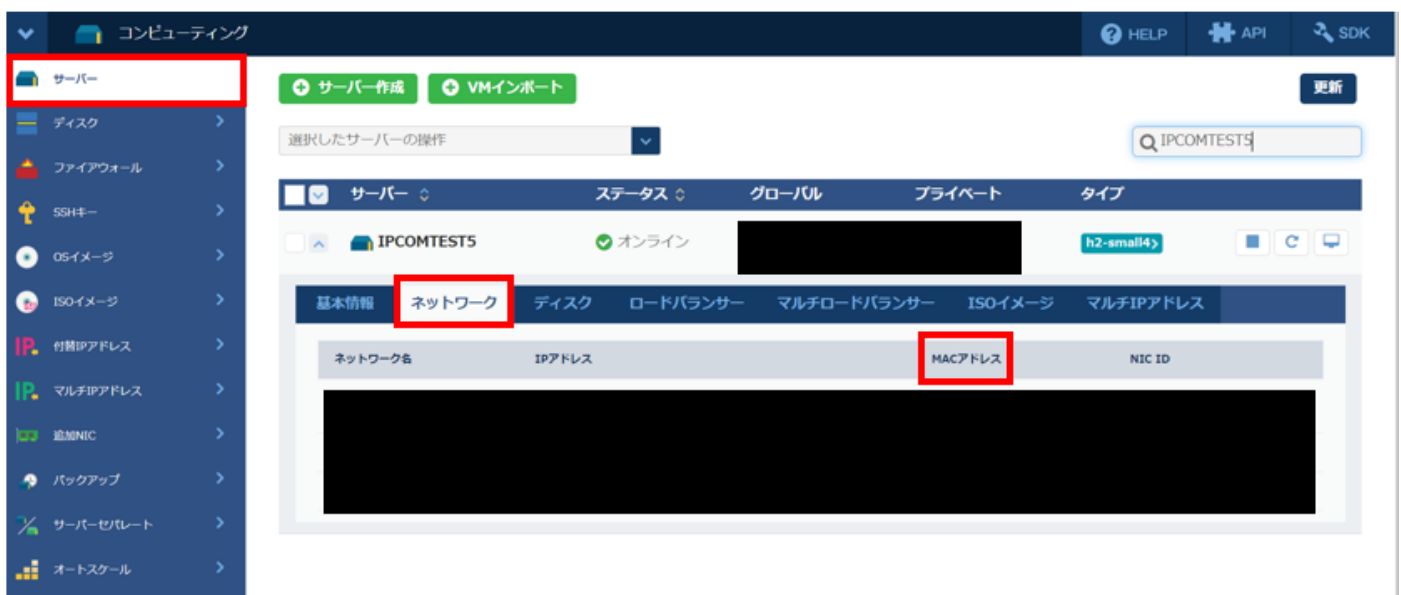 コンピューティング
HELP API SDK
サーバー
ディスク
ファイアウォール
SSHキー
OSイメージ
ISOイメージ
IP. 付替IPアドレス
IP. マルチIPアドレス
追加NIC
バックアップ
サーバーセパレート
オートスケール
サーバー作成 VMインポート 更新
選択したサーバーの操作 IPCOMTEST5
サーバー ステータス グローバル プライベート タイプ
IPCOMTEST5 オンライン h2-small4
基本情報 ネットワーク ディスク ロードバランサー マルチロードバランサー ISOイメージ マルチIPアドレス
ネットワーク名 IPアドレス MACアドレス NIC ID